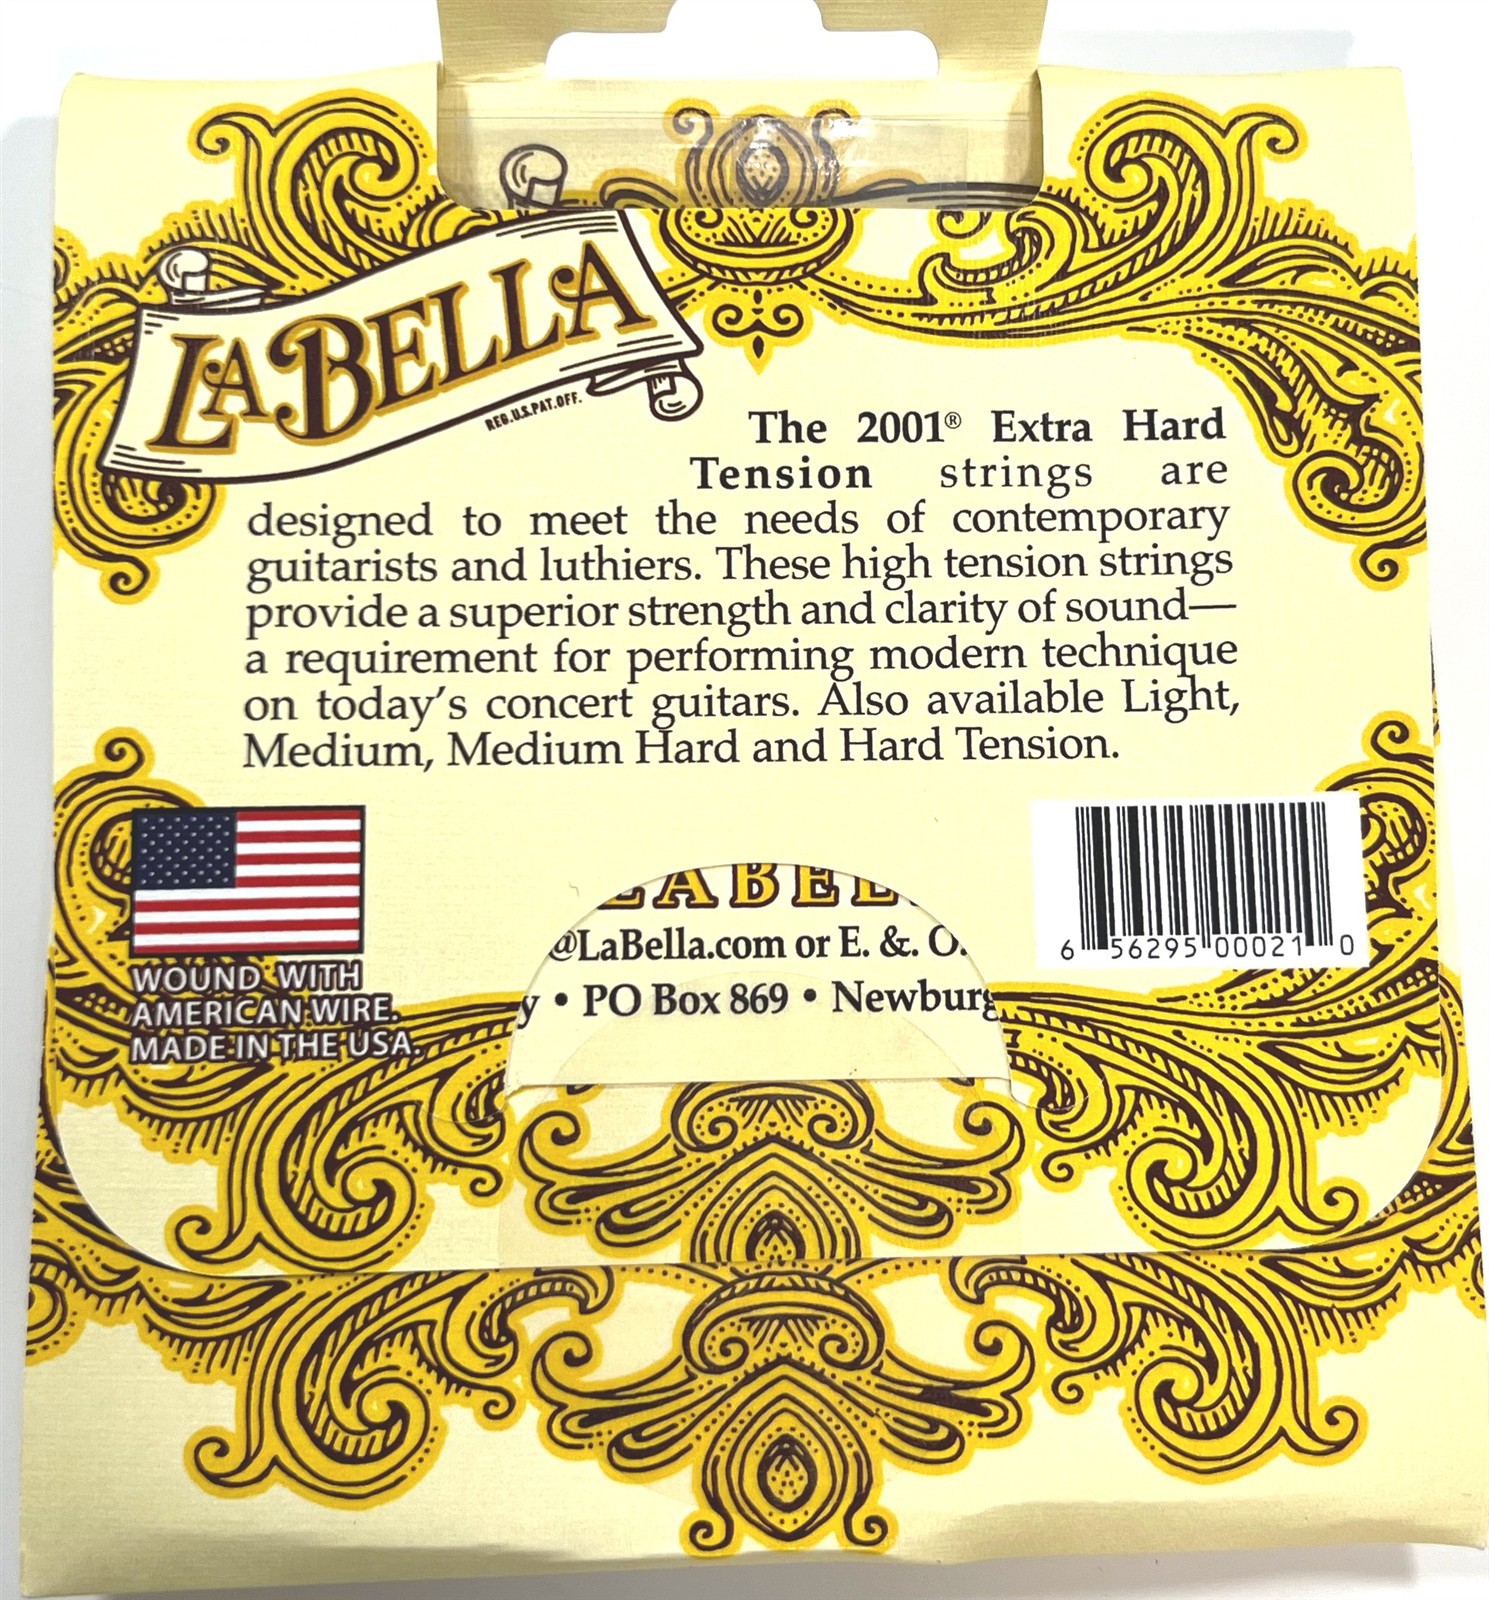 LABELLA
REG.U.S.PAT.OFF.
The 2001® Extra Hard
Tension strings are
designed to meet the needs of contemporary
guitarists and luthiers. These high tension strings
provide a superior strength and clarity of sound—
a requirement for performing modern technique
on today's concert guitars. Also available Light,
Medium, Medium Hard and Hard Tension.
WOUND WITH
AMERICAN WIRE.
MADE IN THE USA.
LABEL
@LaBella.com or E. &. O.
y • PO Box 869 • Newburg
6 56295 00021 0